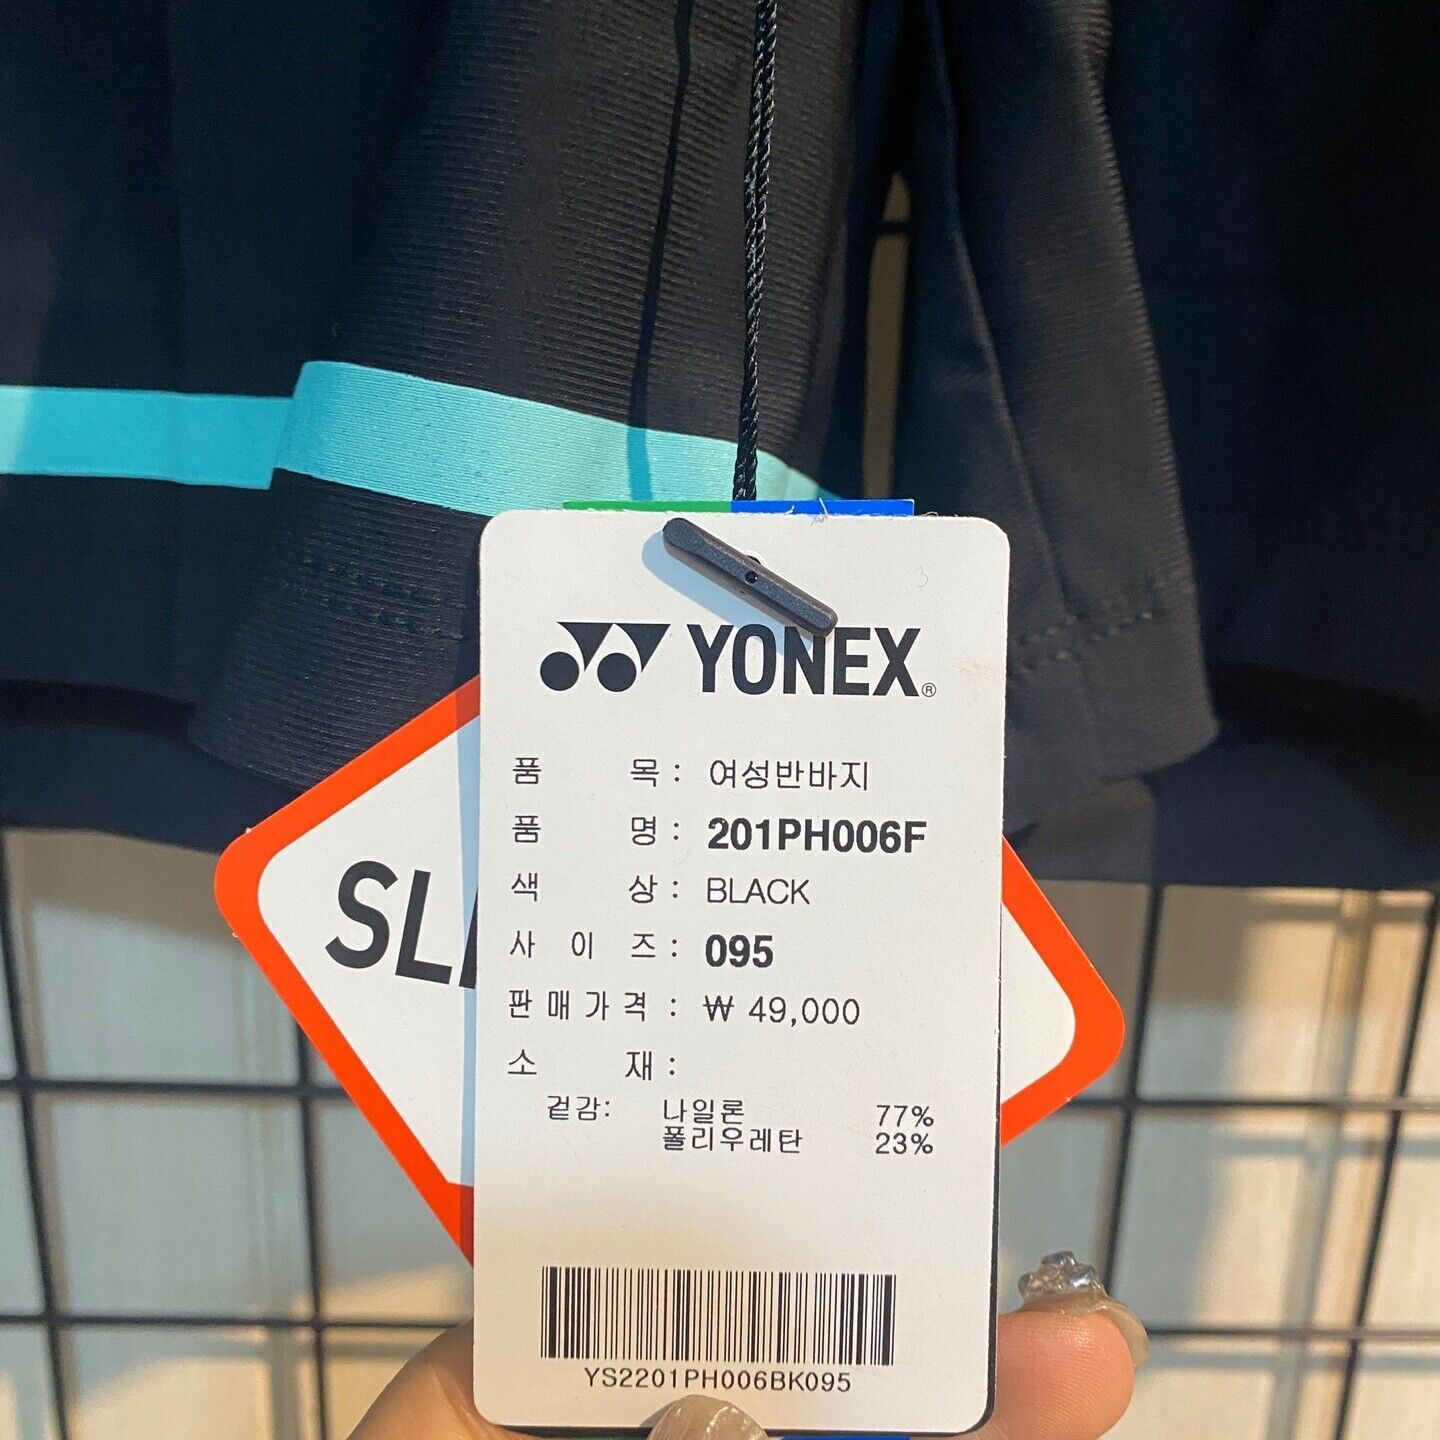 YONEX®
품 목 : 여성반바지
품 명 : 201PH006F
색 상 : BLACK
사 이 즈 : 095
판 매 가 격 : ₩ 49,000
소 재 :
겉감: 나일론 77%
폴리우레탄 23%
YS2201PH006BK095